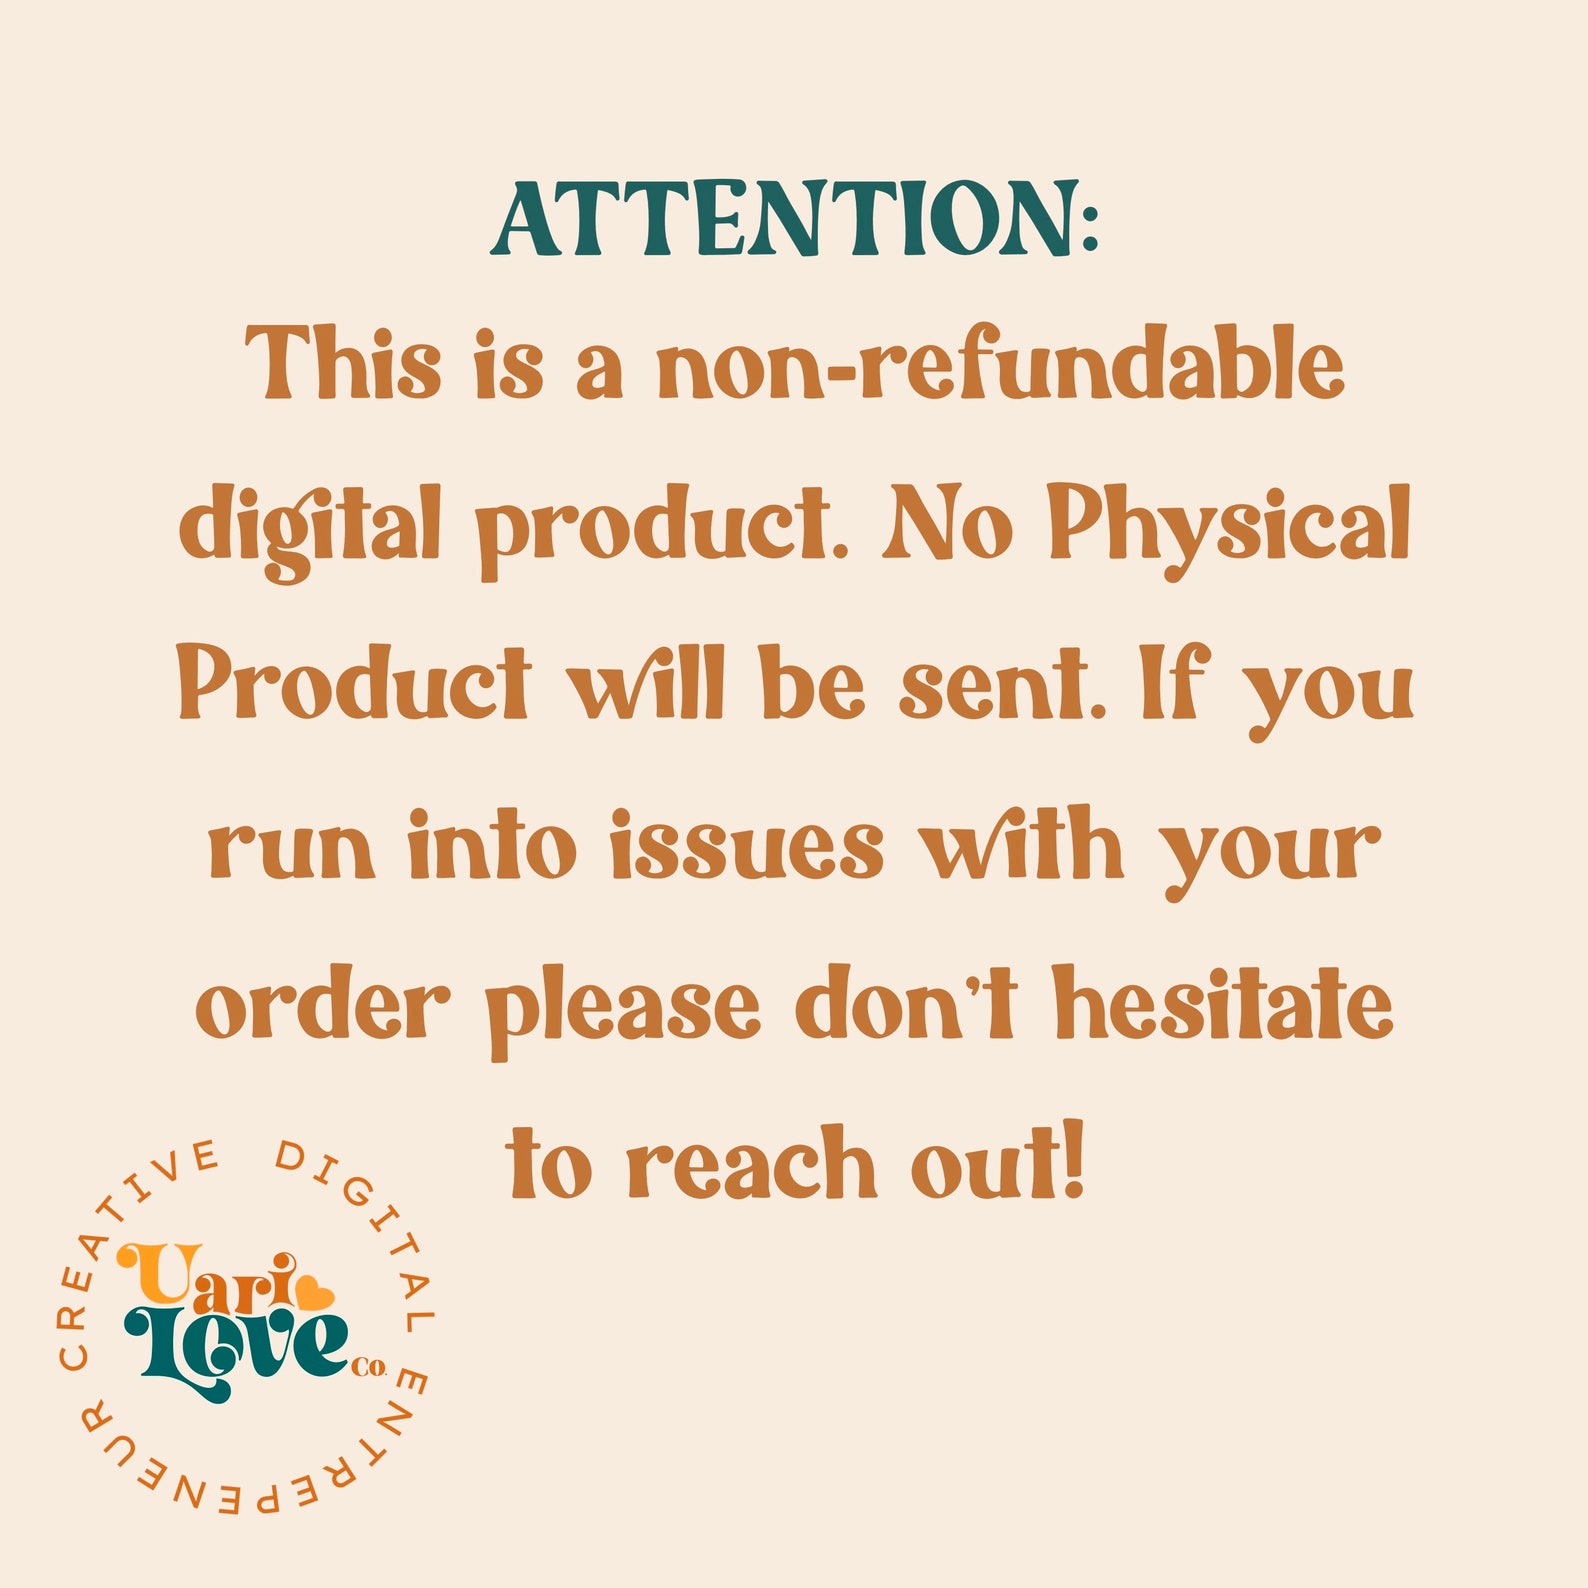 ATTENTION:
This is a non-refundable
digital product. No Physical
Product will be sent. If you
run into issues with your
order please don't hesitate
to reach out!
CREATIVE DIGITAL ENTREPENEUR
Uari
Love Co.